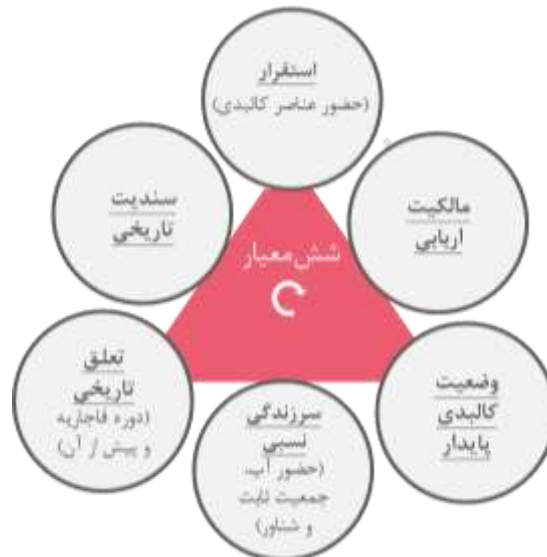 استقرار
(حضور عناصر کالبدی)
سندیت
تاریخی
مالکیت
اربابی
شش معیار
تعلق
تاریخی
(دوره قاجاریه
و پیش از آن)
سرزندگی
نسبی
(حضور آب،
جمعیت ثابت
و شناور)
وضعیت
کالبدی
پایدار